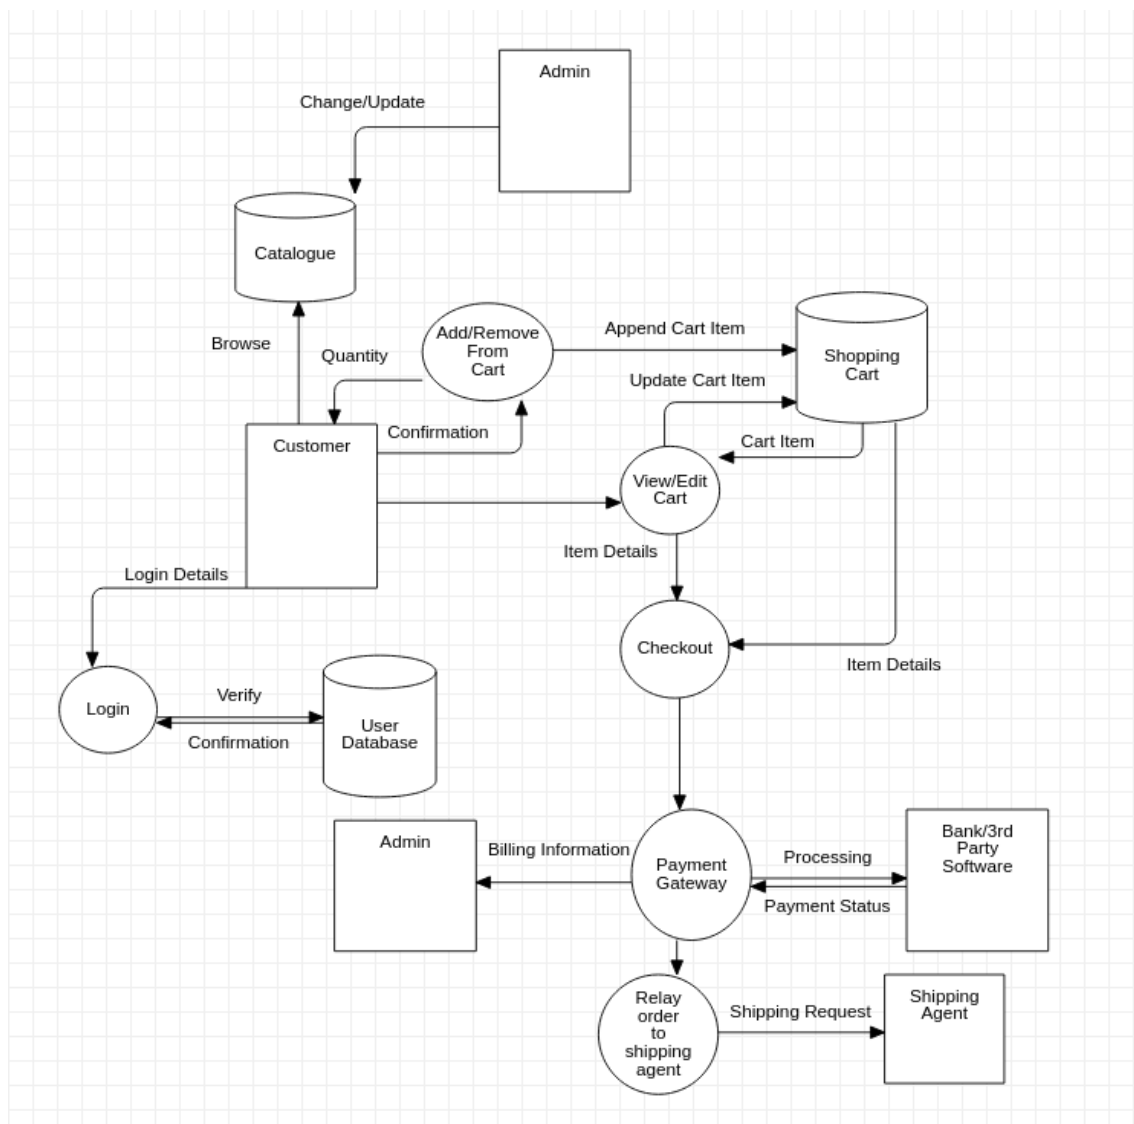 Admin
Change/Update
Catalogue
Browse
Quantity
Add/Remove
From
Cart
Append Cart Item
Shopping
Cart
Update Cart Item
Confirmation
Customer
Cart Item
View/Edit
Cart
Item Details
Login Details
Checkout
Item Details
Login
Verify
Confirmation
User
Database
Admin
Billing Information
Payment
Gateway
Processing
Payment Status
Bank/3rd
Party
Software
Relay
order
to
shipping
agent
Shipping Request
Shipping
Agent